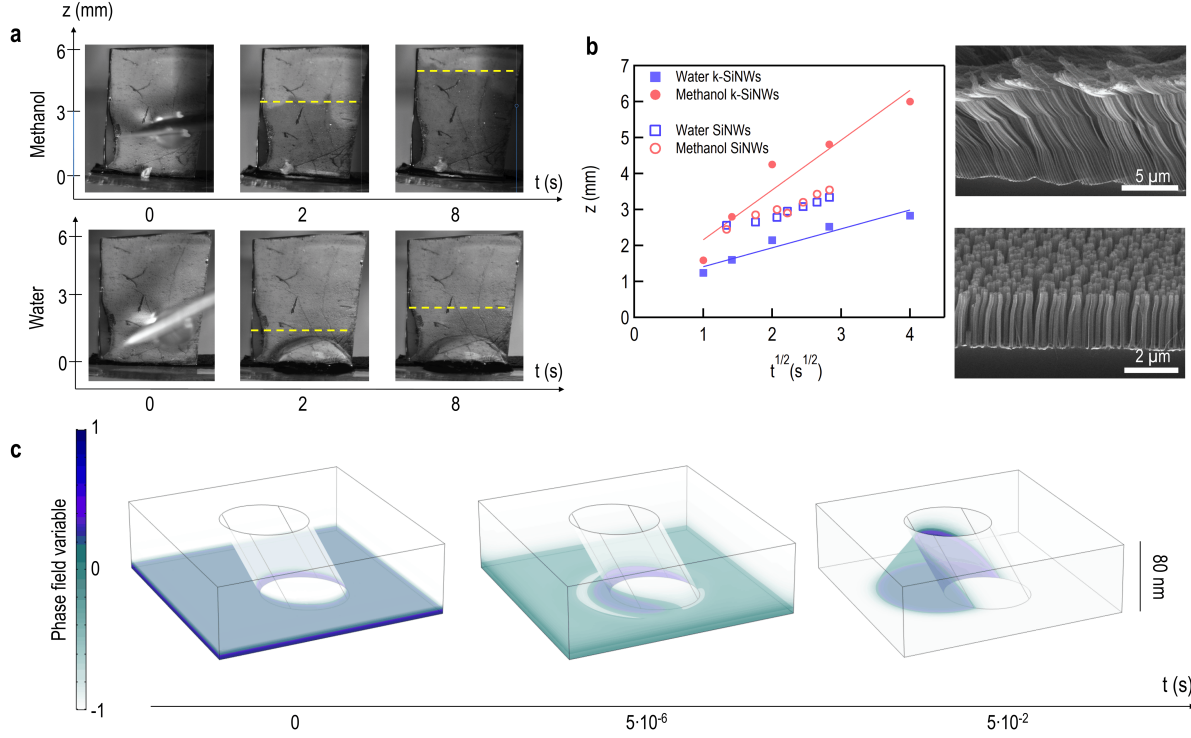 z (mm)
a
6
3
0
Methanol
t (s)
0
2
8
6
3
0
Water
t (s)
0
2
8
b
7
6
5
4
3
2
1
0
z (mm)
Water k-SiNWs
Methanol k-SiNWs
Water SiNWs
Methanol SiNWs
0
1
2
3
4
t^1/2(s^1/2)
5 µm
2 µm
c
1
0
-1
Phase field variable
80 nm
t (s)
0
5·10^-6
5·10^-2